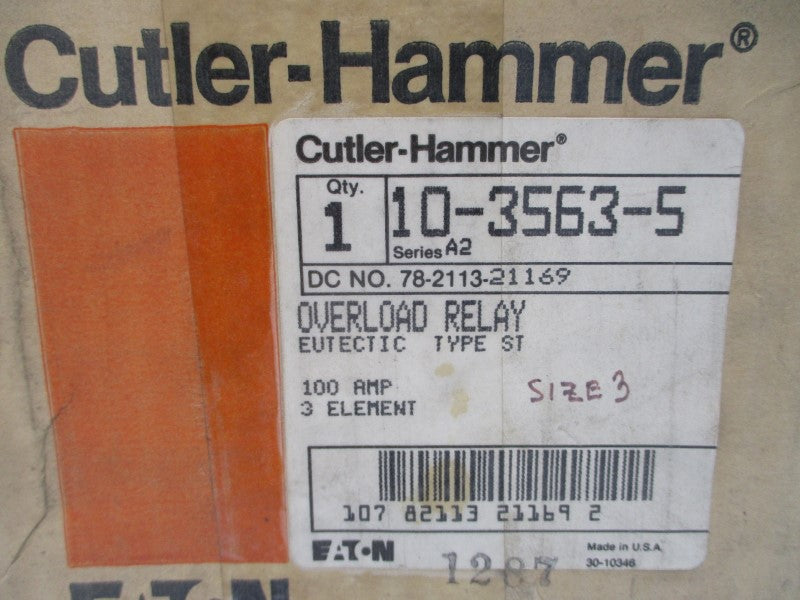 Cutler-Hammer®
Cutler-Hammer®
Qty.
1
10-3563-5
Series A2
DC NO. 78-2113-21169
OVERLOAD RELAY
EUTECTIC TYPE ST
100 AMP
3 ELEMENT
SIZE 3
107 82113 21169 2
EATON
Made in U.S.A.
30-10346
1287
EATON